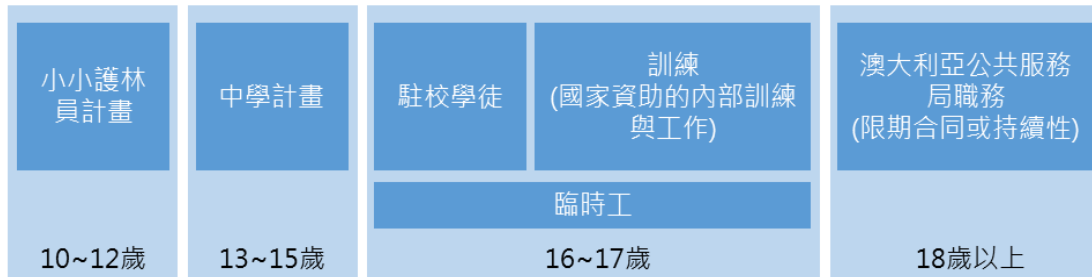 小小護林
員計畫
中學計畫
駐校學徒
訓練
(國家資助的內部訓練
與工作)
澳大利亞公共服務
局職務
(限期合同或持續性)
臨時工
10~12歲
13~15歲
16~17歲
18歲以上